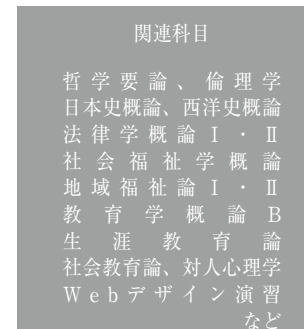 関連科目
哲学要論、倫理学
日本史概論、西洋史概論
法律学概論Ⅰ・Ⅱ
社会福祉学概論
地域福祉論Ⅰ・Ⅱ
教育学概論B
生涯教育論
社会教育論、対人心理学
Webデザイン演習
など